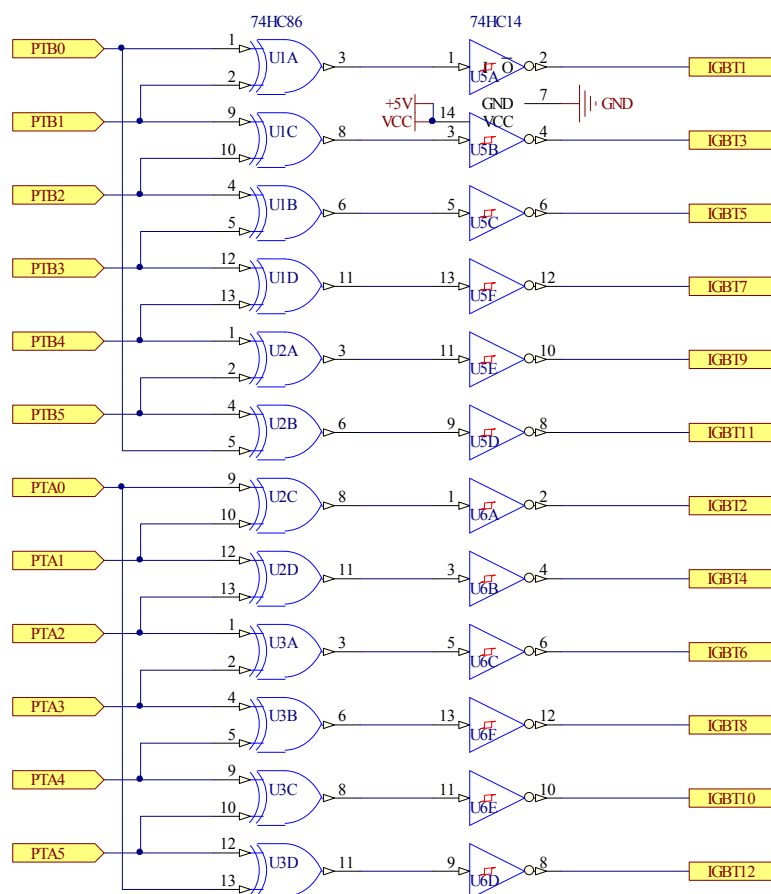 74HC86 74HC14
PTB0 1 U1A 3 1 U5A I O 2 IGBT1
2
+5V GND 7 GND
PTB1 9 U1C 8 VCC 14 VCC
3 U5B 4 IGBT3
10
PTB2 4 U1B 6 5 U5C 6 IGBT5
5
PTB3 12 U1D 11 13 U5F 12 IGBT7
13
PTB4 1 U2A 3 11 U5E 10 IGBT9
2
PTB5 4 U2B 6 9 U5D 8 IGBT11
5
PTA0 9 U2C 8 1 U6A 2 IGBT2
10
PTA1 12 U2D 11 3 U6B 4 IGBT4
13
PTA2 1 U3A 3 5 U6C 6 IGBT6
2
PTA3 4 U3B 6 13 U6F 12 IGBT8
5
PTA4 9 U3C 8 11 U6E 10 IGBT10
10
PTA5 12 U3D 11 9 U6D 8 IGBT12
13